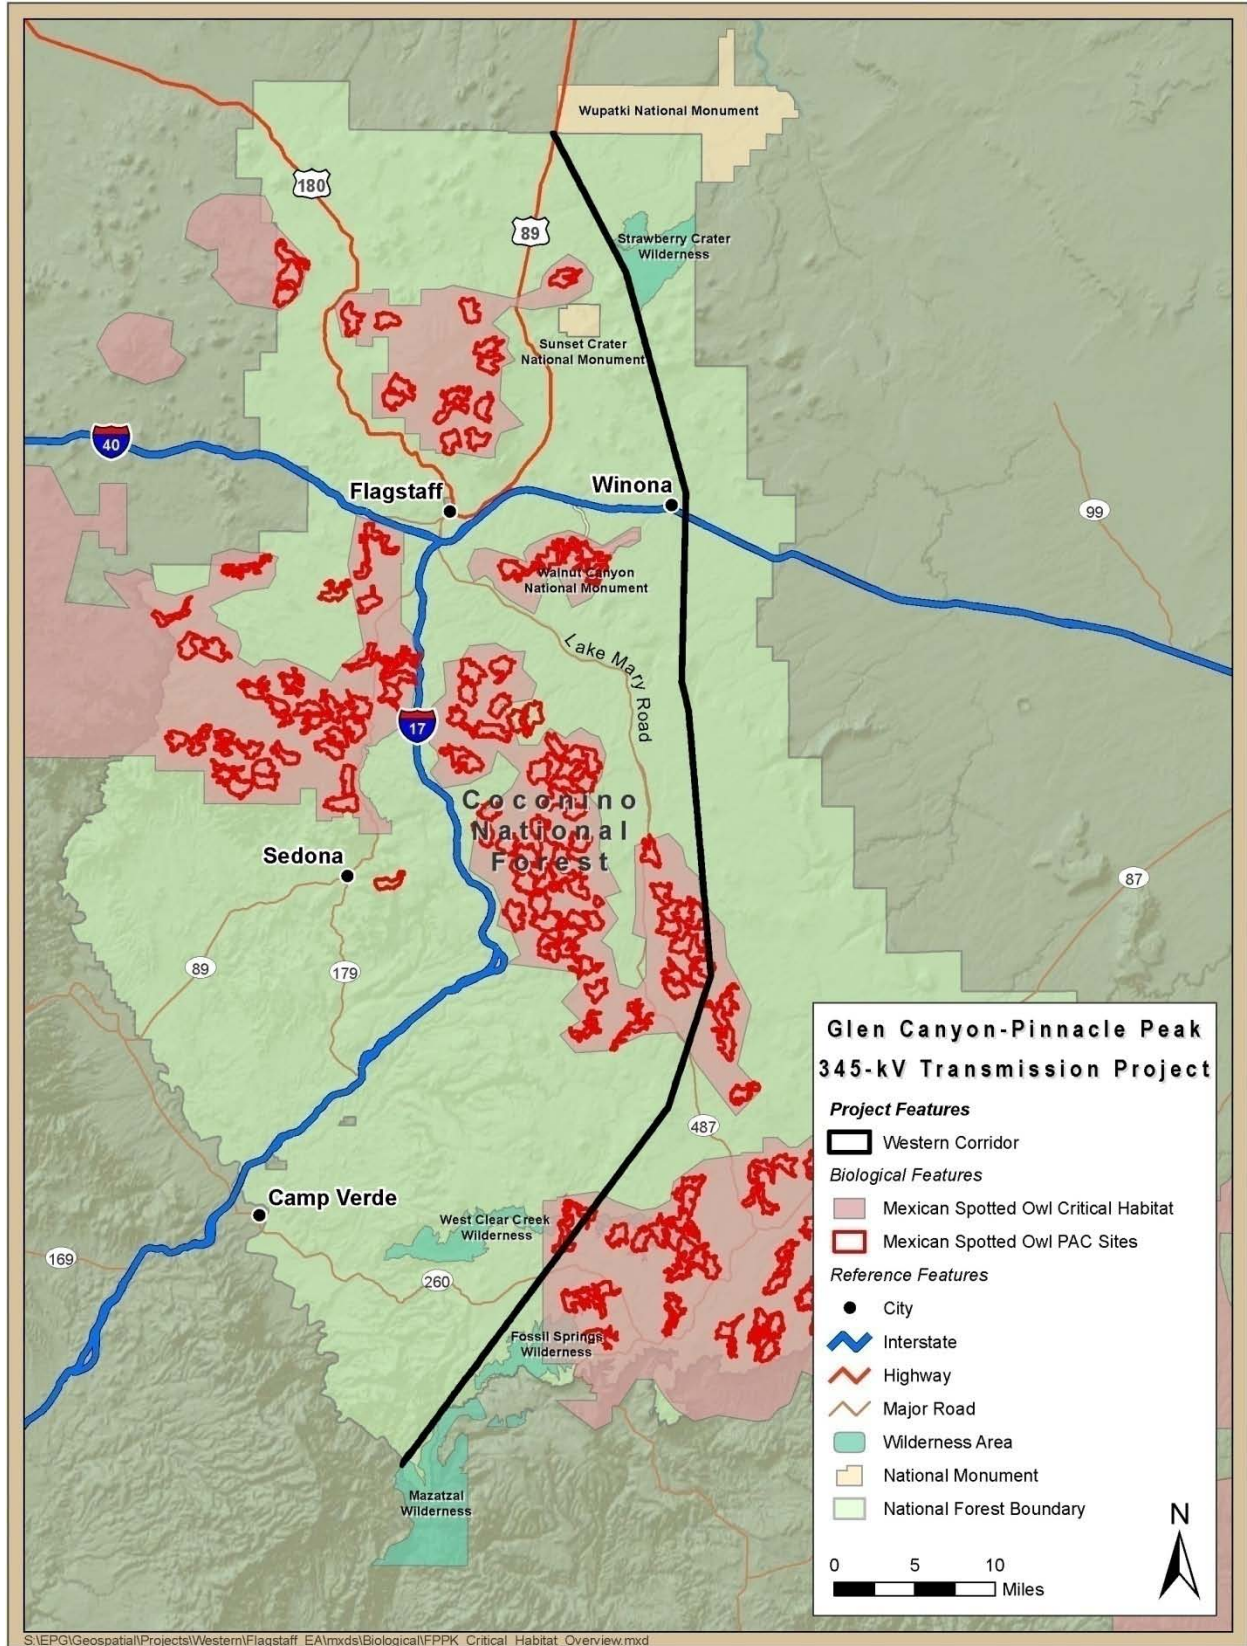 Wupatki National Monument
180
89
Strawberry Crater
Wilderness
Sunset Crater
National Monument
40
Flagstaff
Winona
99
Walnut Canyon
National Monument
Lake Mary Road
17
Coconino
National
Forest
Sedona
87
89
179
Camp Verde
487
West Clear Creek
Wilderness
169
260
Fossil Springs
Wilderness
Mazatzal
Wilderness
Glen Canyon-Pinnacle Peak
345-kV Transmission Project
Project Features
Western Corridor
Biological Features
Mexican Spotted Owl Critical Habitat
Mexican Spotted Owl PAC Sites
Reference Features
City
Interstate
Highway
Major Road
Wilderness Area
National Monument
National Forest Boundary
N
0 5 10
Miles
S:\EPG\Geospatial\Projects\Western\Flagstaff_EA\mxds\Biological\FPPK_Critical_Habitat_Overview.mxd